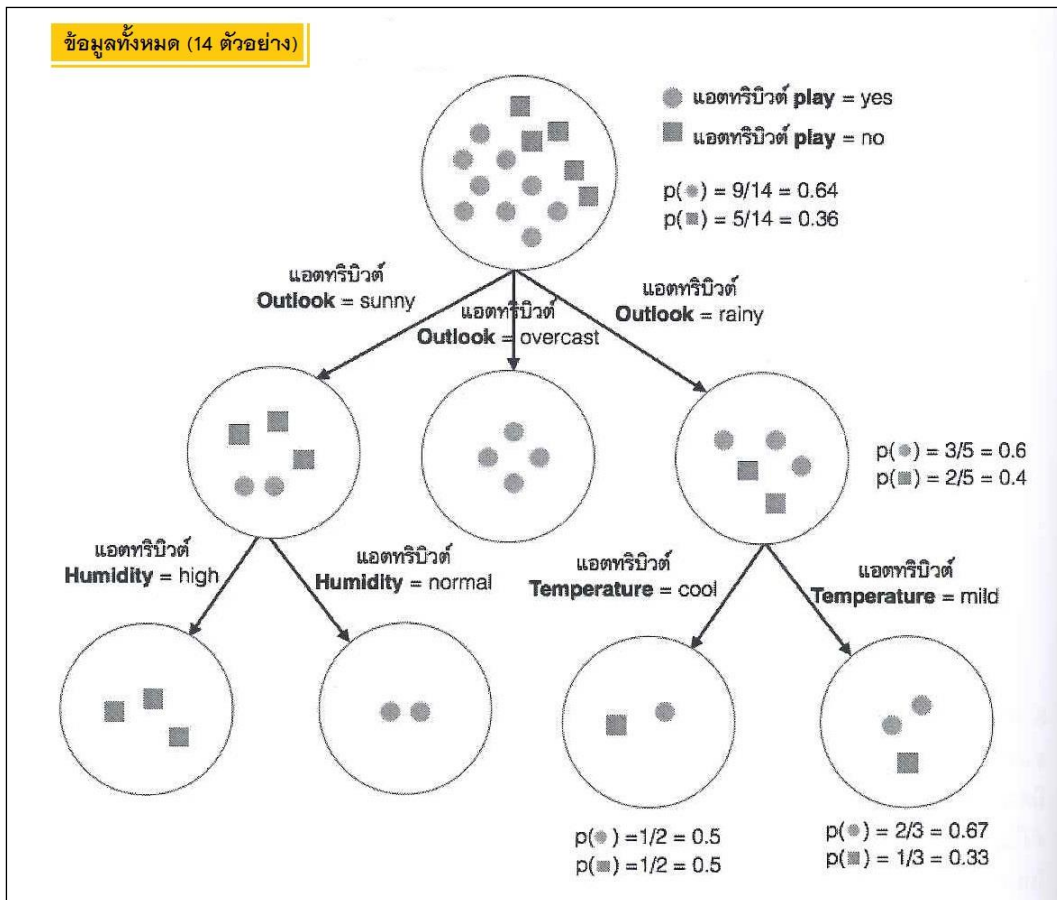 ข้อมูลทั้งหมด (14 ตัวอย่าง)
แอตทริบิวต์ play = yes
แอตทริบิวต์ play = no
p(●) = 9/14 = 0.64
p(■) = 5/14 = 0.36
แอตทริบิวต์
Outlook = sunny
แอตทริบิวต์
Outlook = overcast
แอตทริบิวต์
Outlook = rainy
p(●) = 3/5 = 0.6
p(■) = 2/5 = 0.4
แอตทริบิวต์
Humidity = high
แอตทริบิวต์
Humidity = normal
แอตทริบิวต์
Temperature = cool
แอตทริบิวต์
Temperature = mild
p(●) =1/2 = 0.5
p(■) = 1/2 = 0.5
p(●) = 2/3 = 0.67
p(■) = 1/3 = 0.33